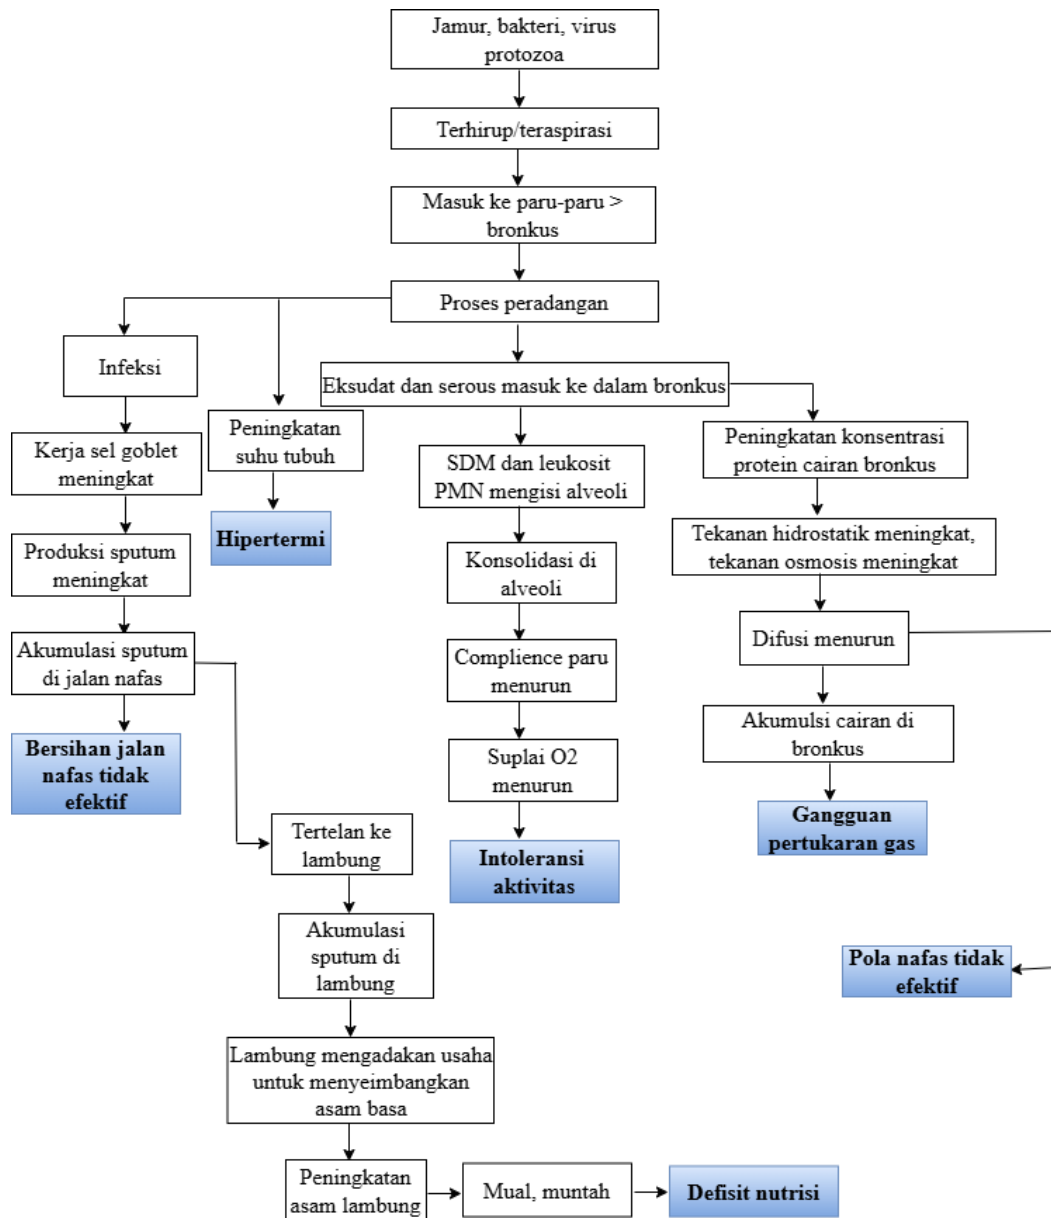 Jamur, bakteri, virus
protozoa
Terhirup/teraspirasi
Masuk ke paru-paru >
bronkus
Proses peradangan
Infeksi
Eksudat dan serous masuk ke dalam bronkus
Kerja sel goblet
meningkat
Peningkatan
suhu tubuh
SDM dan leukosit
PMN mengisi alveoli
Peningkatan konsentrasi
protein cairan bronkus
Hipertermi
Produksi sputum
meningkat
Konsolidasi di
alveoli
Tekanan hidrostatik meningkat,
tekanan osmosis meningkat
Akumulasi sputum
di jalan nafas
Complience paru
menurun
Difusi menurun
Bersihan jalan
nafas tidak
efektif
Suplai O2
menurun
Akumulsi cairan di
bronkus
Tertelan ke
lambung
Intoleransi
aktivitas
Gangguan
pertukaran gas
Akumulasi
sputum di
lambung
Pola nafas tidak
efektif
Lambung mengadakan usaha
untuk menyeimbangkan
asam basa
Peningkatan
asam lambung
Mual, muntah
Defisit nutrisi